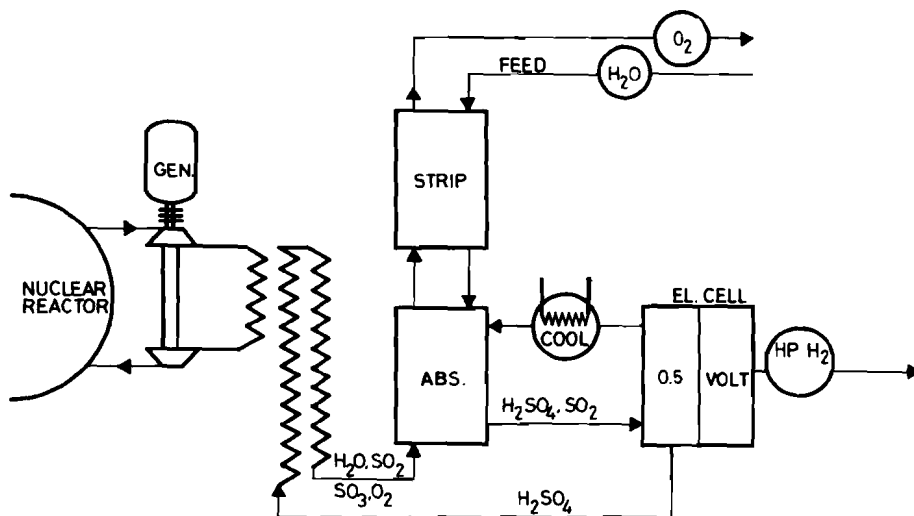 O₂
FEED
H₂O
GEN.
STRIP
NUCLEAR
REACTOR
EL. CELL
COOL
HP H₂
ABS.
0.5 VOLT
H₂SO₄, SO₂
H₂O, SO₂
SO₃, O₂
H₂SO₄